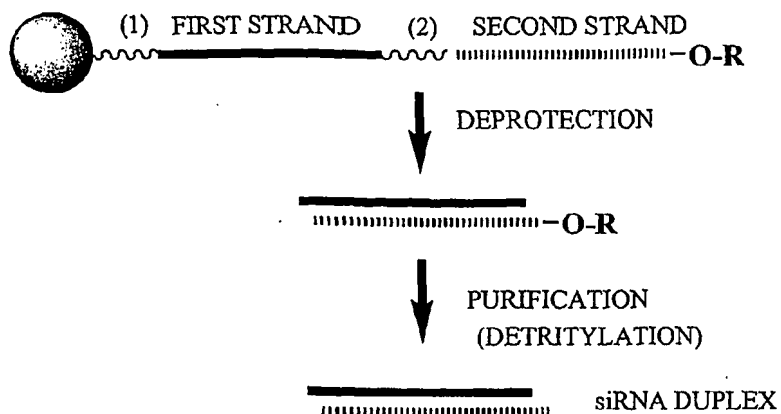 (1) FIRST STRAND (2) SECOND STRAND
-O-R
DEPROTECTION
-O-R
PURIFICATION
(DETRITYLATION)
siRNA DUPLEX